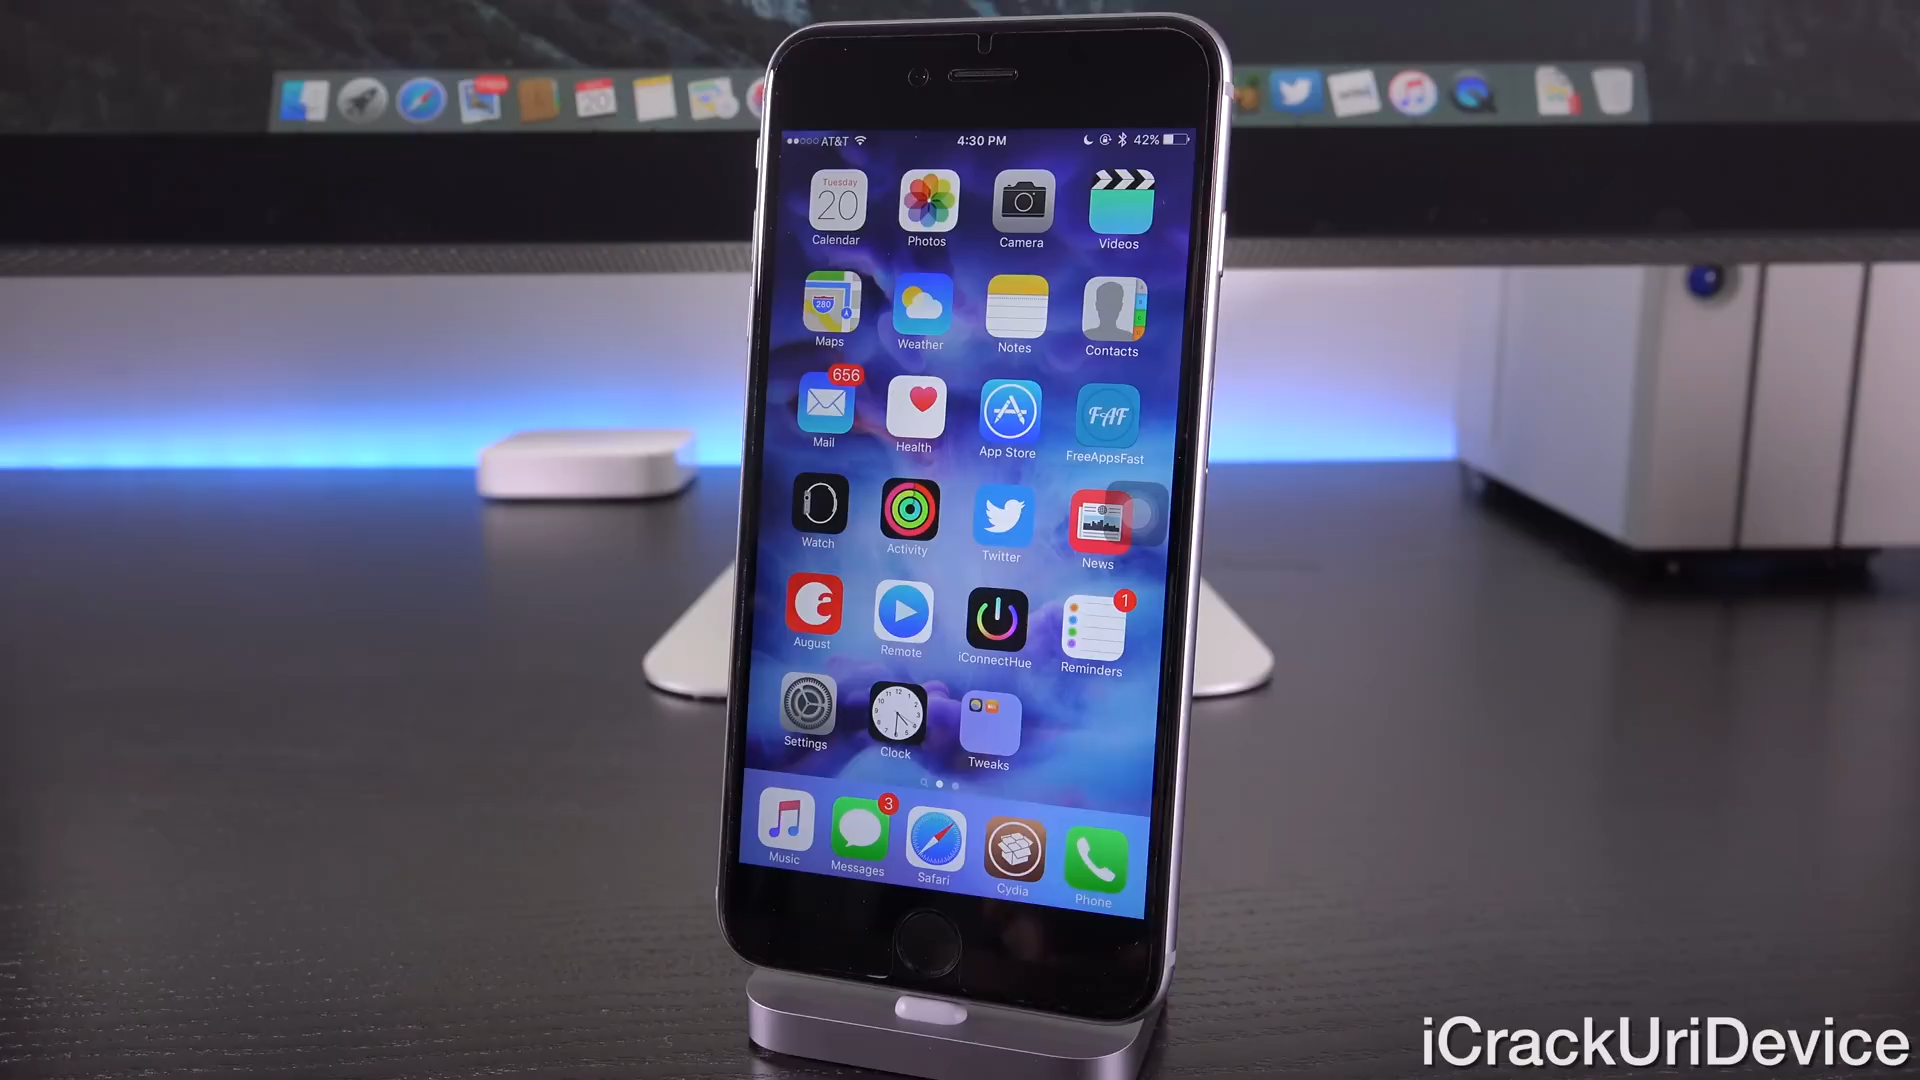 20
AT&T 4:30 PM 42%
Tuesday
20
Calendar Photos Camera Videos
280
Maps Weather Notes Contacts
656
FAF
Mail Health App Store FreeAppsFast
Watch Activity Twitter News
1
August Remote iConnectHue Reminders
Settings Clock Tweaks
3
Music Messages Safari Cydia Phone
iCrackUriDevice